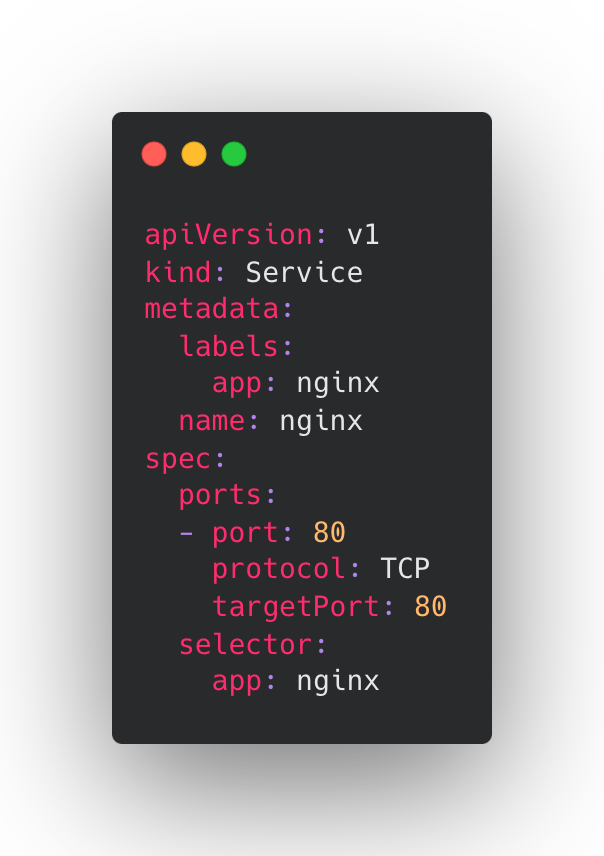 apiVersion: v1
kind: Service
metadata:
  labels:
    app: nginx
  name: nginx
spec:
  ports:
  - port: 80
    protocol: TCP
    targetPort: 80
  selector:
    app: nginx